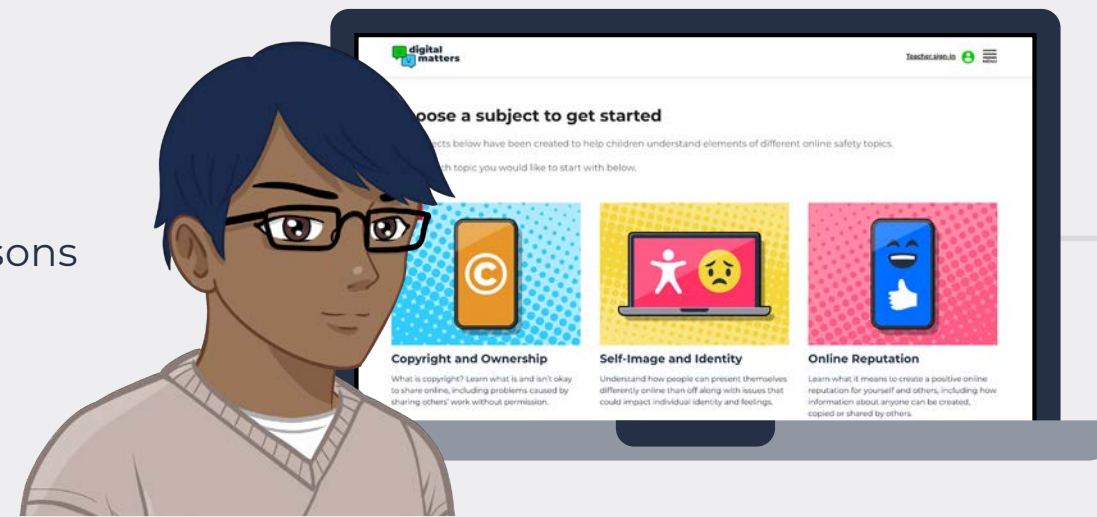 sons
digital
matters
Teacher sign-in
MENU
oose a subject to get started
ects below have been created to help children understand elements of different online safety topics.
ch topic you would like to start with below.
©
Copyright and Ownership
What is copyright? Learn what is and isn't okay
to share online, including problems caused by
sharing others' work without permission.
Self-Image and Identity
Understand how people can present themselves
differently online than off along with issues that
could impact individual identity and feelings.
Online Reputation
Learn what it means to create a positive online
reputation for yourself and others, including how
information about anyone can be created,
copied or shared by others.